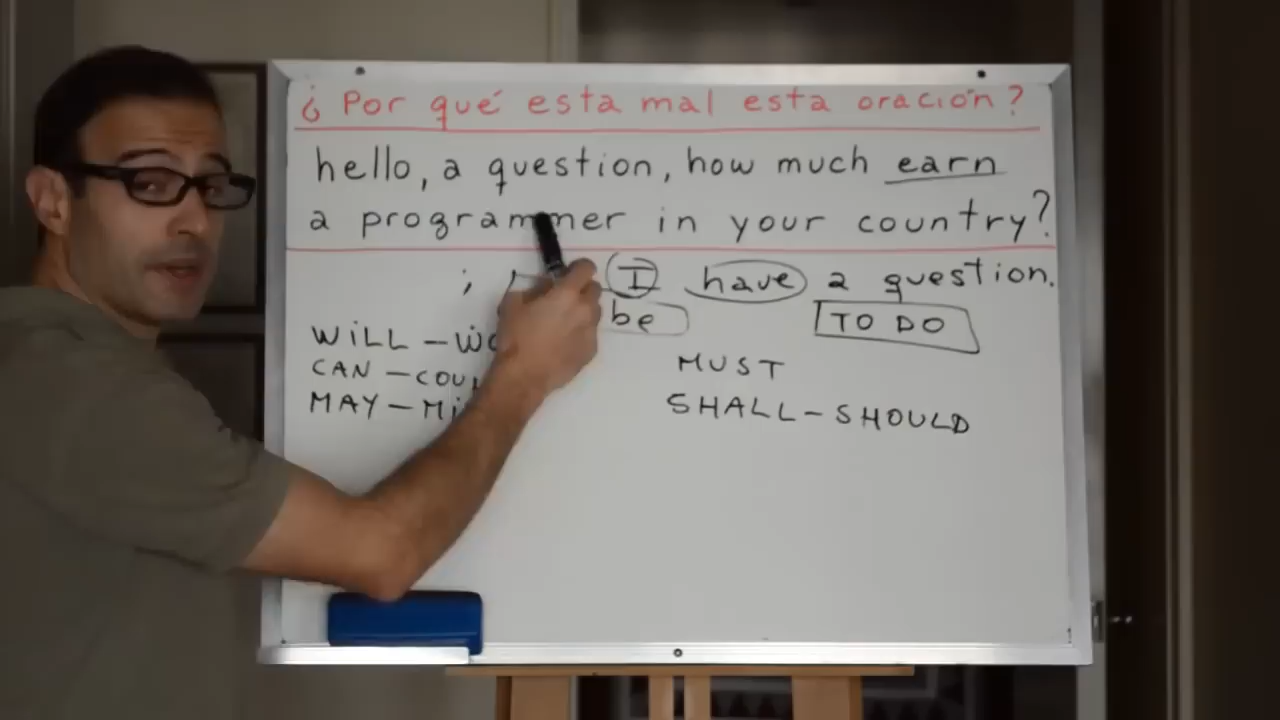 ¿ Por qué esta mal esta oración?
hello, a question, how much earn
a programmer in your country?
; I have a question.
be TO DO
WILL –
CAN –
MUST
MAY –
SHALL – SHOULD